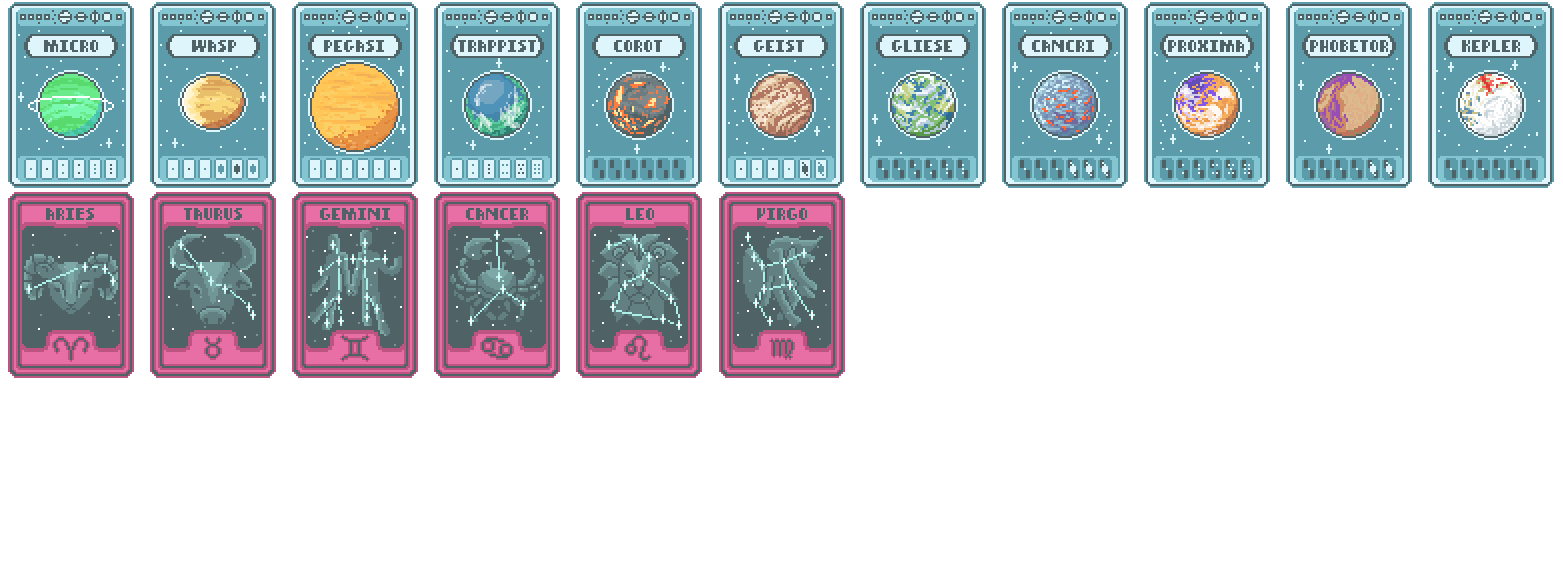 MICRO
WASP
PEGASI
TRAPPIST
COROT
GEIST
GLIESE
CANCRI
PROXIMA
PHOBETOR
KEPLER
ARIES
TAURUS
GEMINI
CANCER
LEO
VIRGO